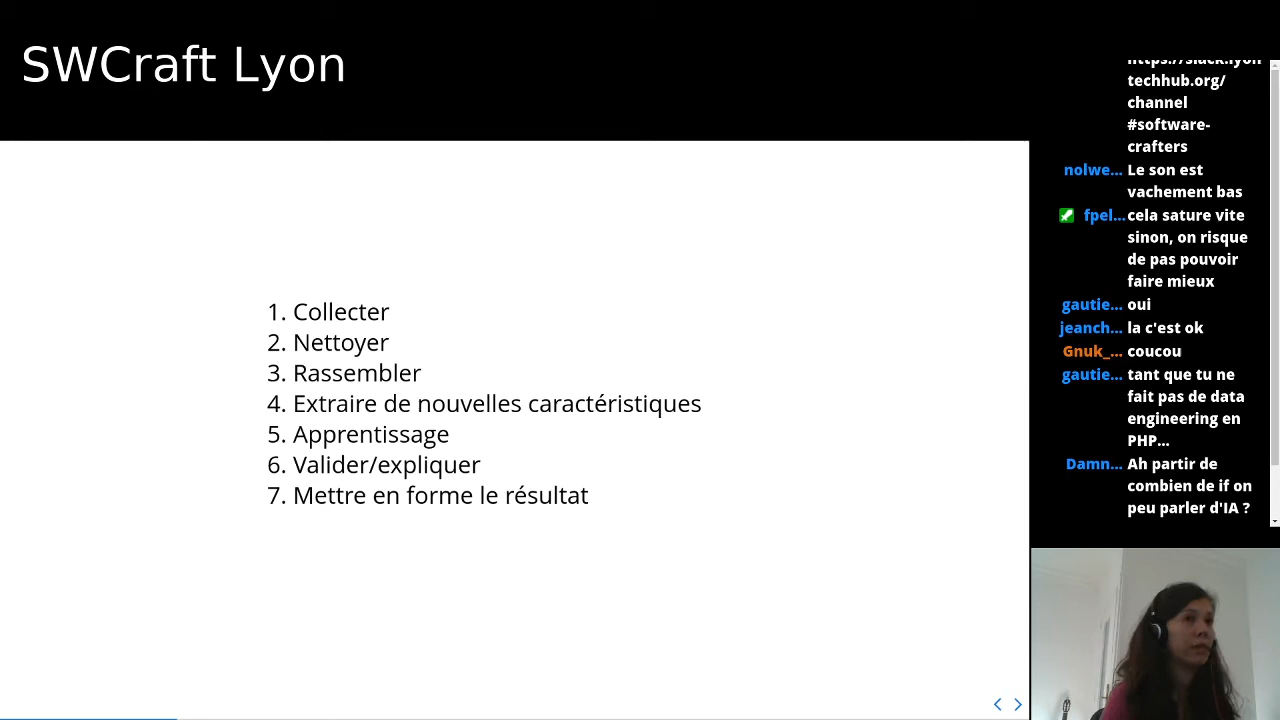 SWCraft Lyon
1. Collecter
2. Nettoyer
3. Rassembler
4. Extraire de nouvelles caractéristiques
5. Apprentissage
6. Valider/expliquer
7. Mettre en forme le résultat
https://slack.lyon
techhub.org/
channel
#software-
crafters
nolwe... Le son est
vachement bas
fpel... cela sature vite
sinon, on risque
de pas pouvoir
faire mieux
gautie... oui
jeanch... la c'est ok
Gnuk_... coucou
gautie... tant que tu ne
fait pas de data
engineering en
PHP...
Damn... Ah partir de
combien de if on
peu parler d'IA ?